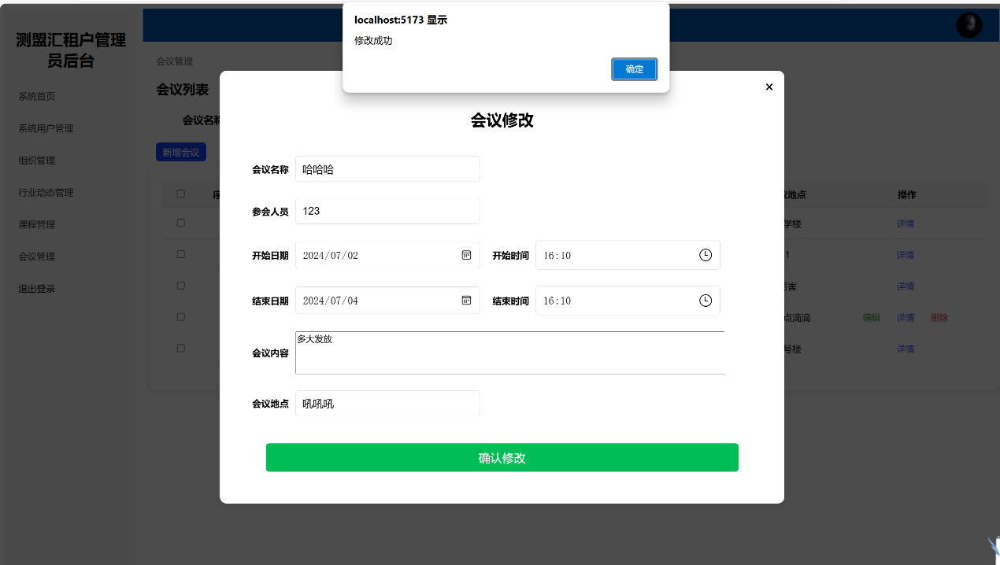 localhost:5173 显示
修改成功
确定
测盟汇租户管理
员后台
系统首页
系统用户管理
组织管理
行业动态管理
课程管理
会议管理
退出登录
会议管理
会议列表
会议名称
新增会议
会议修改
会议名称 哈哈哈
参会人员 123
开始日期 2024/07/02 开始时间 16:10
结束日期 2024/07/04 结束时间 16:10
会议内容 多大发放
会议地点 吼吼吼
确认修改
序
议地点 操作
学楼 详情
1 详情
厉害 详情
点滴滴 编辑 详情 删除
号楼 详情